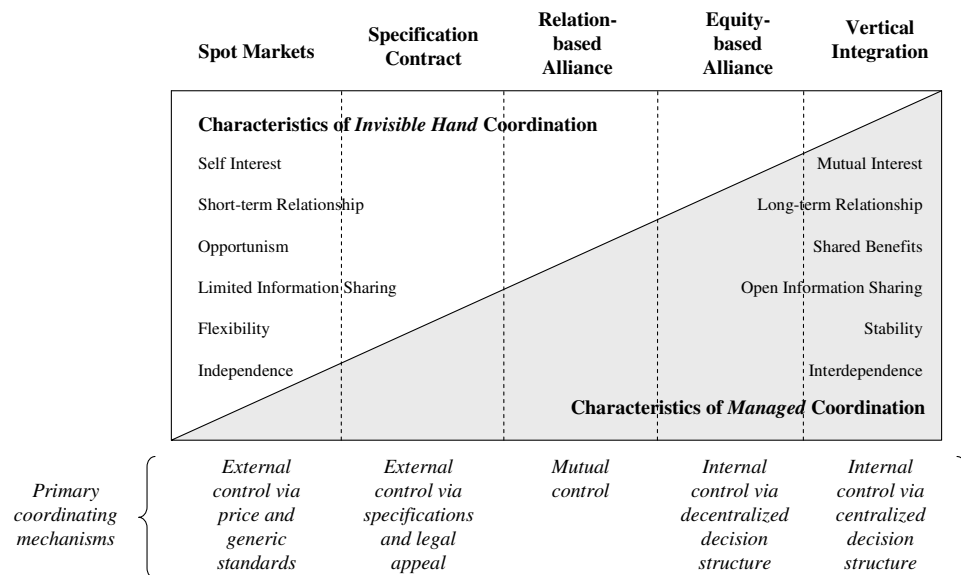 Spot Markets
Specification
Contract
Relation-
based
Alliance
Equity-
based
Alliance
Vertical
Integration
Characteristics of Invisible Hand Coordination
Self Interest
Mutual Interest
Short-term Relationship
Long-term Relationship
Opportunism
Shared Benefits
Limited Information Sharing
Open Information Sharing
Flexibility
Stability
Independence
Interdependence
Characteristics of Managed Coordination
Primary
coordinating
mechanisms
External
control via
price and
generic
standards
External
control via
specifications
and legal
appeal
Mutual
control
Internal
control via
decentralized
decision
structure
Internal
control via
centralized
decision
structure